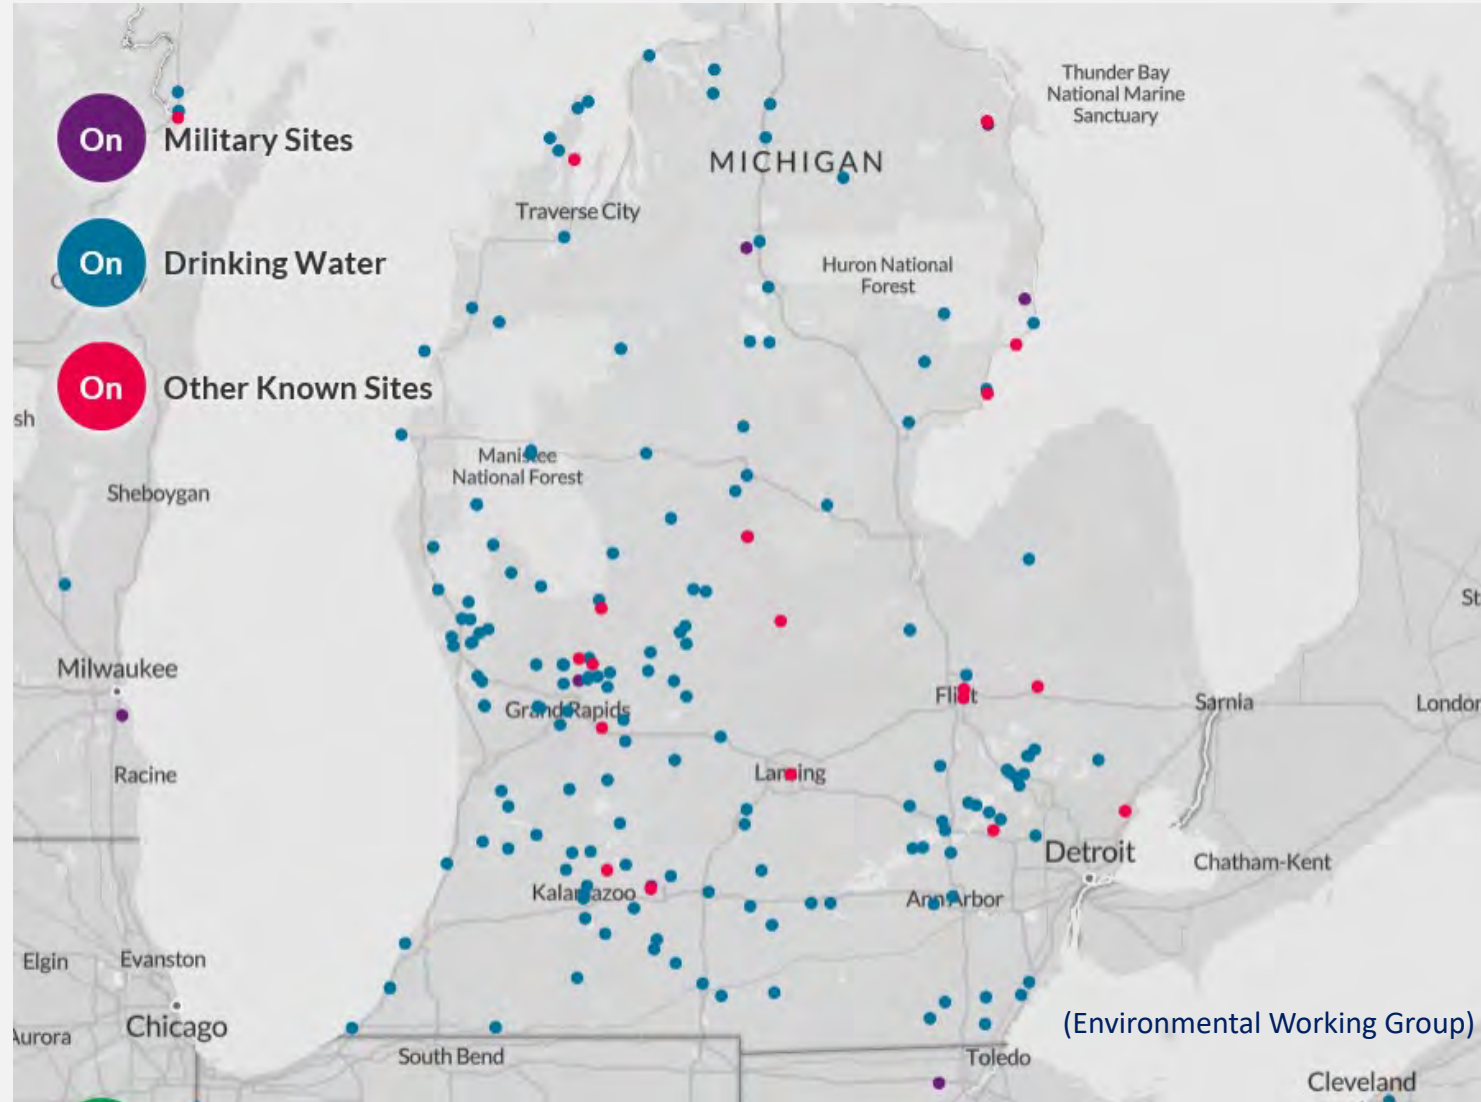 Thunder Bay
National Marine
Sanctuary
On Military Sites
MICHIGAN
Traverse City
On Drinking Water
Huron National
Forest
On Other Known Sites
sh
Manistee
National Forest
Sheboygan
St
Milwaukee
Flint
Sarnia
London
Grand Rapids
Racine
Lansing
Detroit
Chatham-Kent
Kalamazoo
Ann Arbor
Elgin
Evanston
Chicago
(Environmental Working Group)
Aurora
South Bend
Toledo
Cleveland